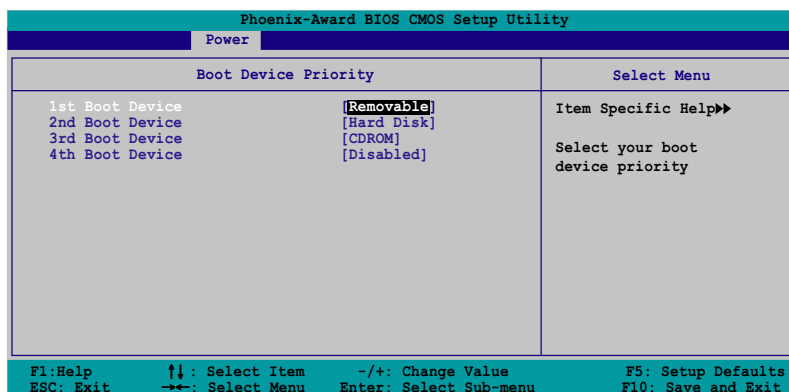 Phoenix-Award BIOS CMOS Setup Utility
Power
Boot Device Priority
Select Menu
1st Boot Device [Removable]
2nd Boot Device [Hard Disk]
3rd Boot Device [CDROM]
4th Boot Device [Disabled]
Item Specific Help▶▶
Select your boot
device priority
F1:Help ↑↓ : Select Item -/+: Change Value F5: Setup Defaults
ESC: Exit →←: Select Menu Enter: Select Sub-menu F10: Save and Exit